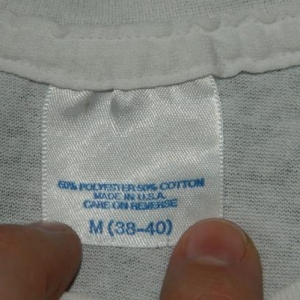 50% POLYESTER 50% COTTON
MADE IN U.S.A.
CARE ON REVERSE
M (38-40)